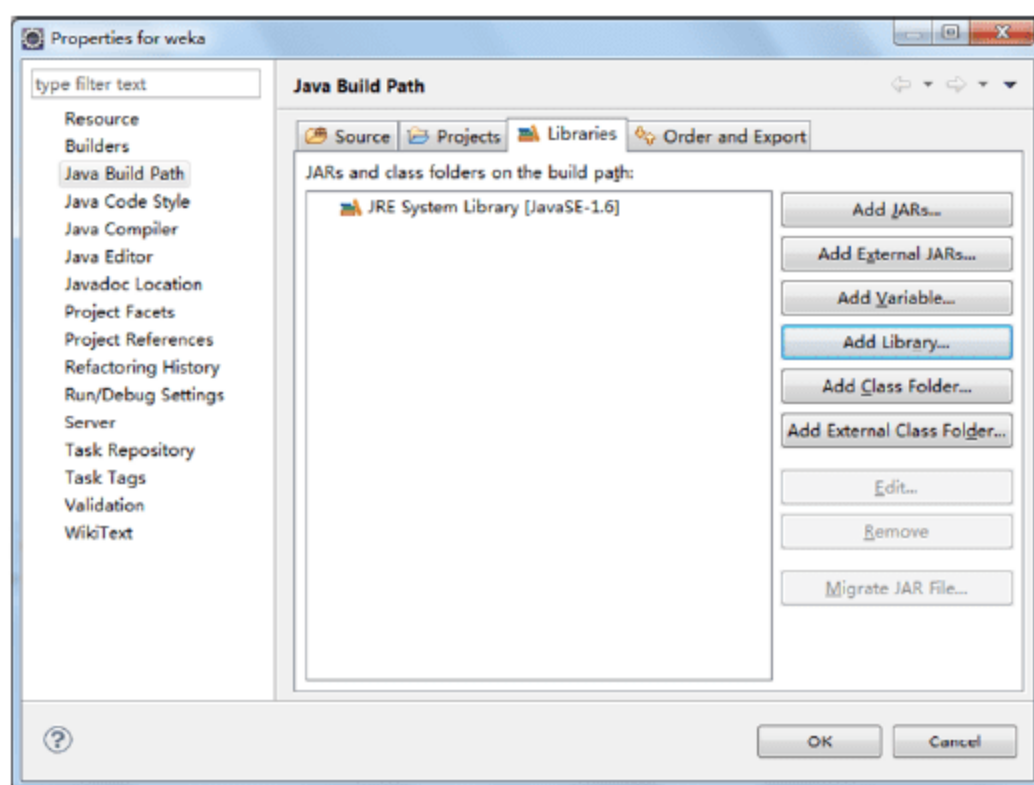 Properties for weka
type filter text
Resource
Builders
Java Build Path
Java Code Style
Java Compiler
Java Editor
Javadoc Location
Project Facets
Project References
Refactoring History
Run/Debug Settings
Server
Task Repository
Task Tags
Validation
WikiText
Java Build Path
Source Projects Libraries Order and Export
JARs and class folders on the build path:
JRE System Library [JavaSE-1.6]
Add JARs...
Add External JARs...
Add Variable...
Add Library...
Add Class Folder...
Add External Class Folder...
Edit...
Remove
Migrate JAR File...
OK Cancel